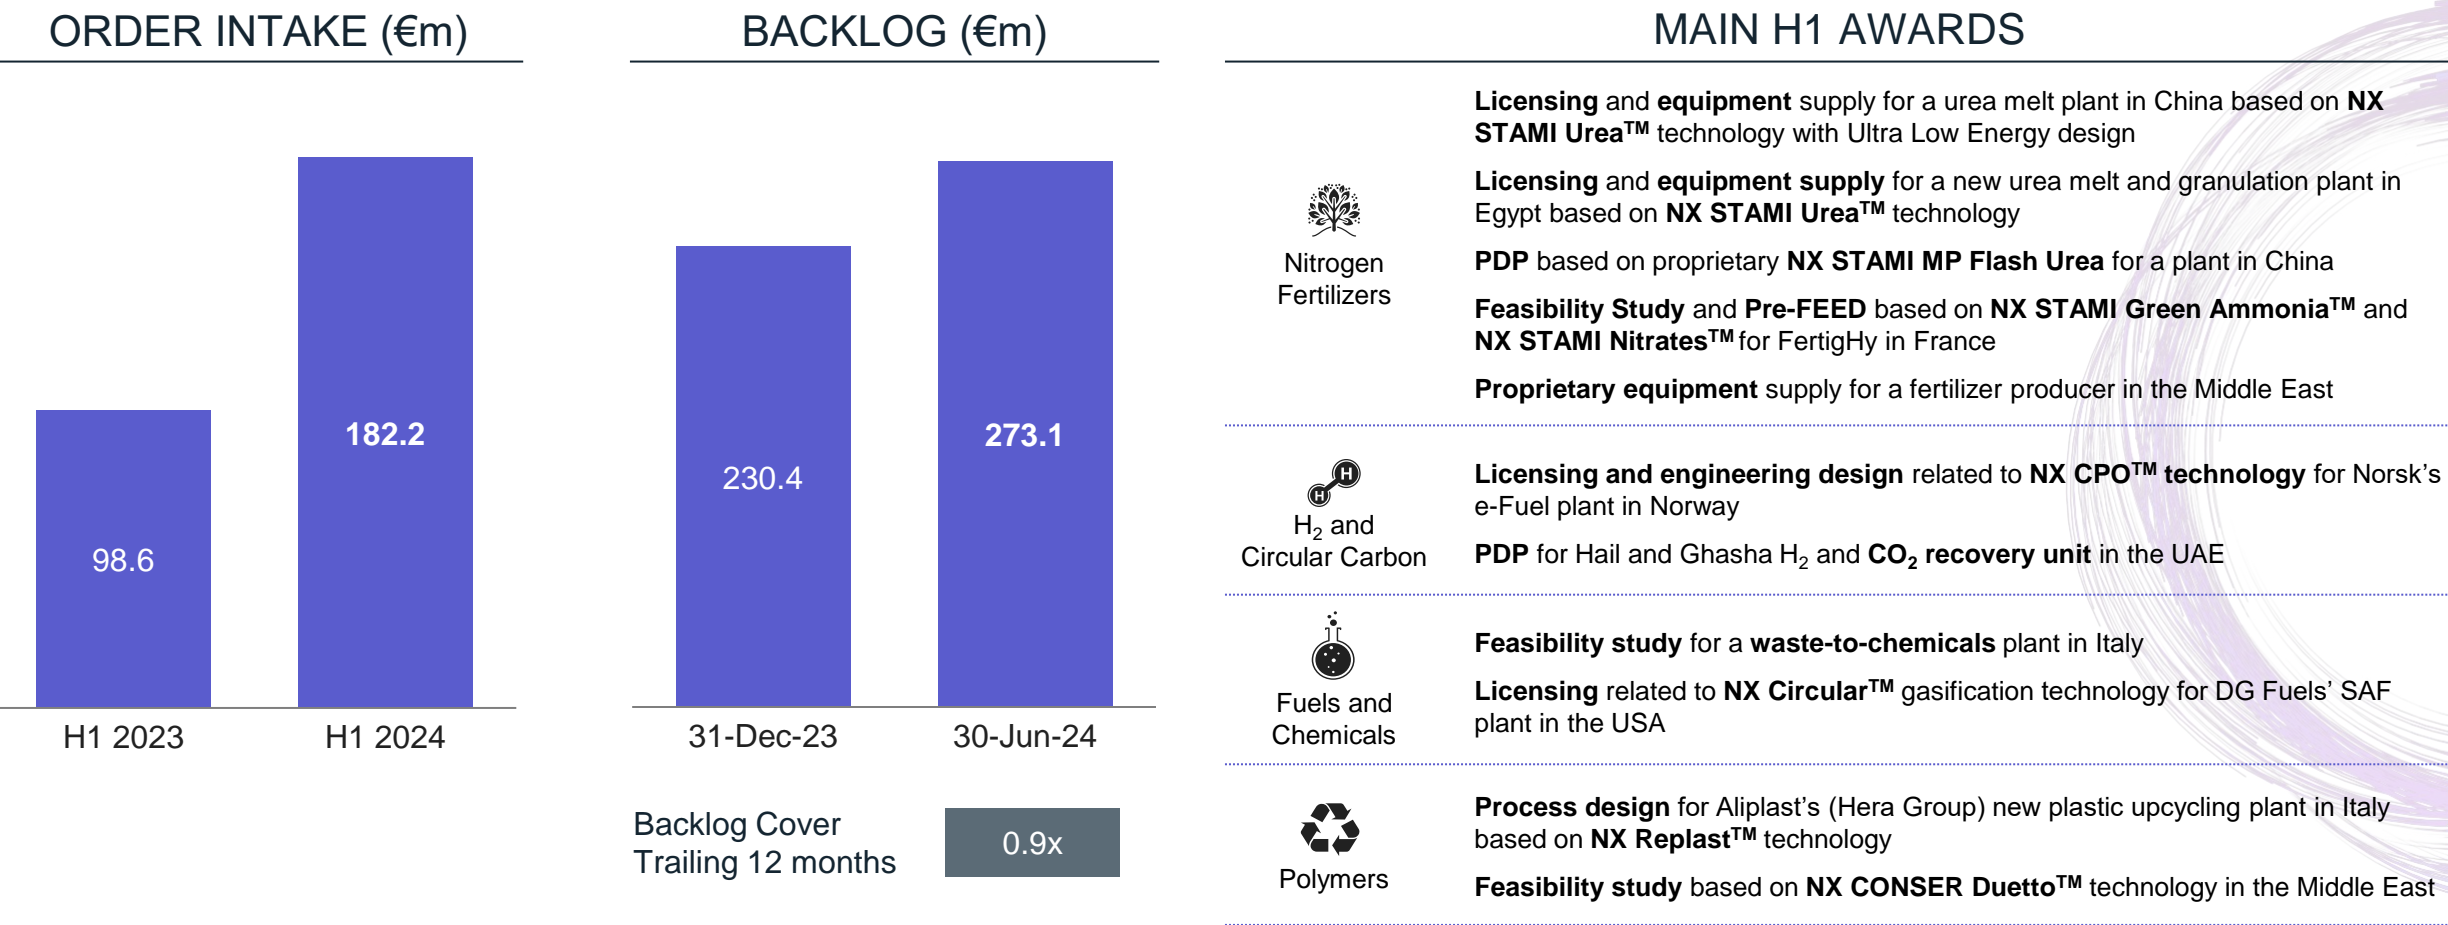 ORDER INTAKE (€m)
98.6
182.2
H1 2023
H1 2024
BACKLOG (€m)
230.4
273.1
31-Dec-23
30-Jun-24
Backlog Cover
Trailing 12 months
0.9x
MAIN H1 AWARDS
Nitrogen
Fertilizers
Licensing and equipment supply for a urea melt plant in China based on NX
STAMI Urea™ technology with Ultra Low Energy design
Licensing and equipment supply for a new urea melt and granulation plant in
Egypt based on NX STAMI Urea™ technology
PDP based on proprietary NX STAMI MP Flash Urea for a plant in China
Feasibility Study and Pre-FEED based on NX STAMI Green Ammonia™ and
NX STAMI Nitrates™ for FertigHy in France
Proprietary equipment supply for a fertilizer producer in the Middle East
H H
H₂ and
Circular Carbon
Licensing and engineering design related to NX CPO™ technology for Norsk’s
e-Fuel plant in Norway
PDP for Hail and Ghasha H₂ and CO₂ recovery unit in the UAE
Fuels and
Chemicals
Feasibility study for a waste-to-chemicals plant in Italy
Licensing related to NX Circular™ gasification technology for DG Fuels’ SAF
plant in the USA
Polymers
Process design for Aliplast’s (Hera Group) new plastic upcycling plant in Italy
based on NX Replast™ technology
Feasibility study based on NX CONSER Duetto™ technology in the Middle East